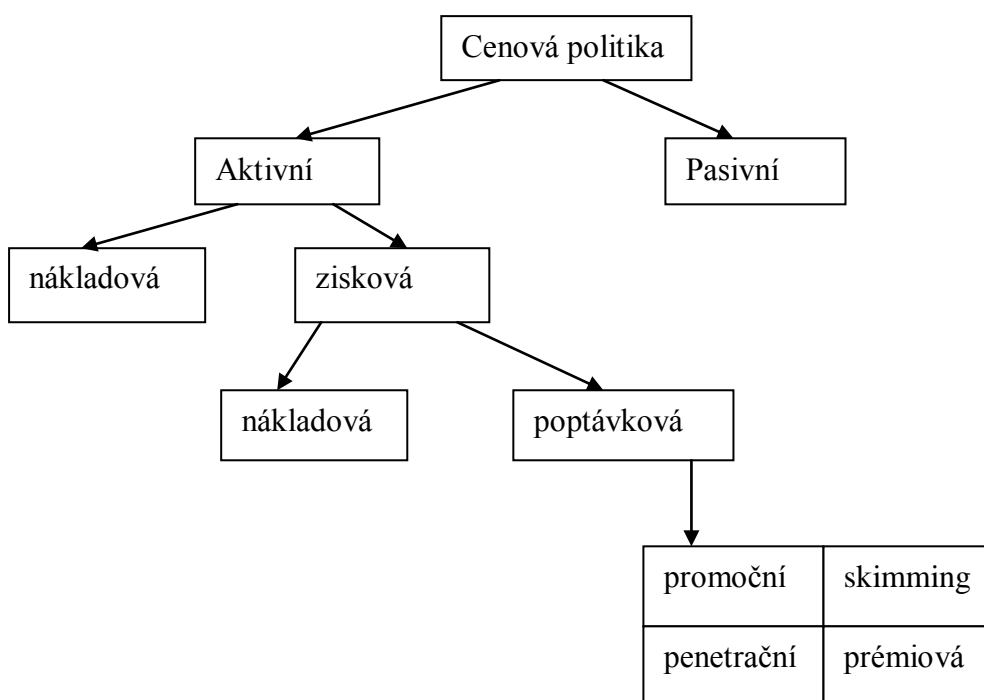 Cenová politika
Aktivní
Pasivní
nákladová
zisková
nákladová
poptávková
promoční
skimming
penetrační
prémiová